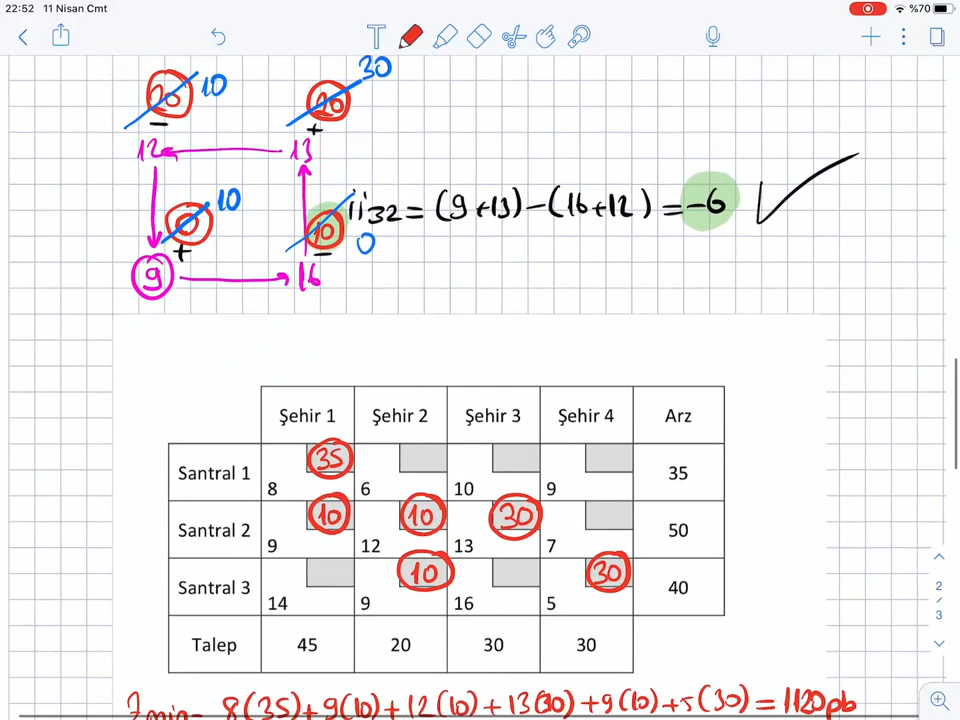 22:52 11 Nisan Cmt %70
30
20 10 20
- +
12 13
10
0 10 İİ32 = (9+13) - (16+12) = -6
+ 0 -
9 16
Şehir 1 Şehir 2 Şehir 3 Şehir 4 Arz
35
Santral 1 35
8 6 10 9
10 10 30
Santral 2 50
9 12 13 7
10 30
Santral 3 40
14 9 16 5
Talep 45 20 30 30
Zmin= 8(35)+9(10)+12(10)+13(30)+9(10)+5(30) = 1120pb
2
/
3